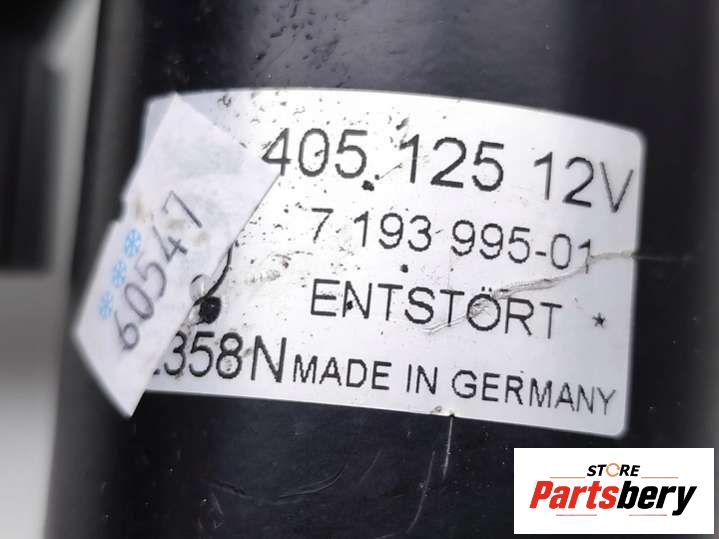 405.125 12V
7 193 995-01
ENTSTÖRT *
358N MADE IN GERMANY
60547
STORE
Partsbery